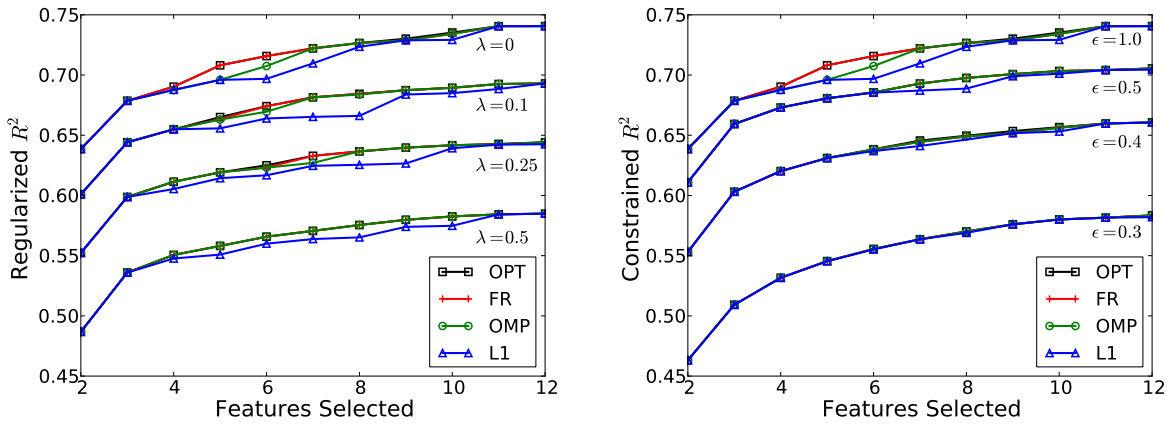 0.75
0.70
0.65
0.60
0.55
0.50
0.45
Regularized R²
λ=0
λ=0.1
λ=0.25
λ=0.5
OPT
FR
OMP
L1
2 4 6 8 10 12
Features Selected
0.75
0.70
0.65
0.60
0.55
0.50
0.45
Constrained R²
ϵ=1.0
ϵ=0.5
ϵ=0.4
ϵ=0.3
OPT
FR
OMP
L1
2 4 6 8 10 12
Features Selected